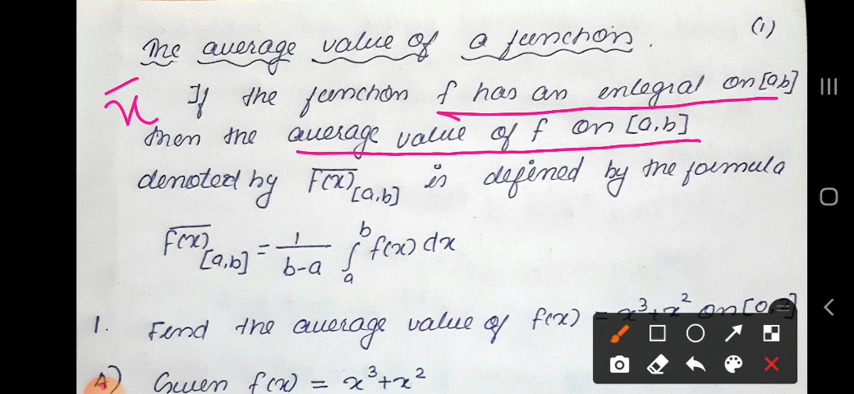 (1)
The average value of a function.
x̄ If the function f has an integral on [a,b]
then the average value of f on [a,b]
denoted by F̅(̅x̅)̅[a,b] is defined by the formula
F̅(̅x̅)̅[a,b] = 1/(b-a) ∫ₐᵇ f(x) dx
1. Find the average value of f(x) = x³+x² on [0,
A) Given f(x) = x³+x²